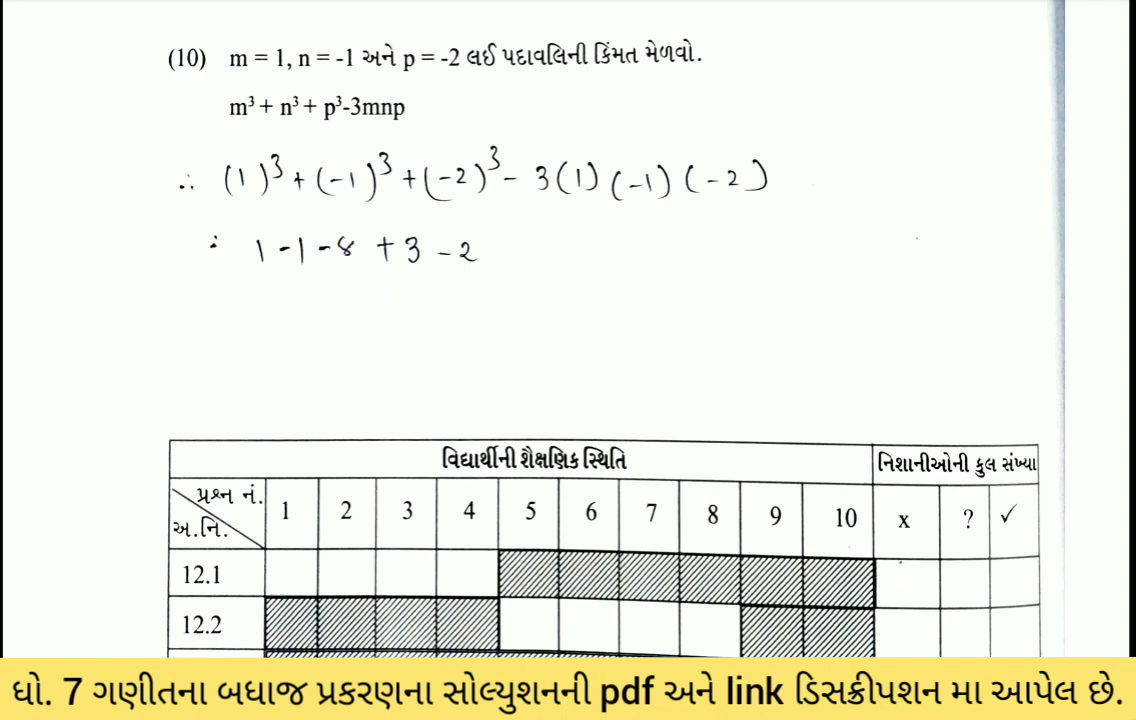 (10) m = 1, n = -1 અને p = -2 લઈ પદાવલિની કિંમત મેળવો.
m³ + n³ + p³-3mnp
∴ (1)³ + (-1)³ + (-2)³ - 3(1)(-1)(-2)
∴ 1 - 1 - 8 + 3 - 2
વિદ્યાર્થીની શૈક્ષણિક સ્થિતિ નિશાનીઓની કુલ સંખ્યા
પ્રશ્ન નં. 1 2 3 4 5 6 7 8 9 10 x ? ✓
અ.નિ.
12.1
12.2
ધો. 7 ગણીતના બધાજ પ્રકરણના સોલ્યુશનની pdf અને link ડિસક્રીપશન મા આપેલ છે.